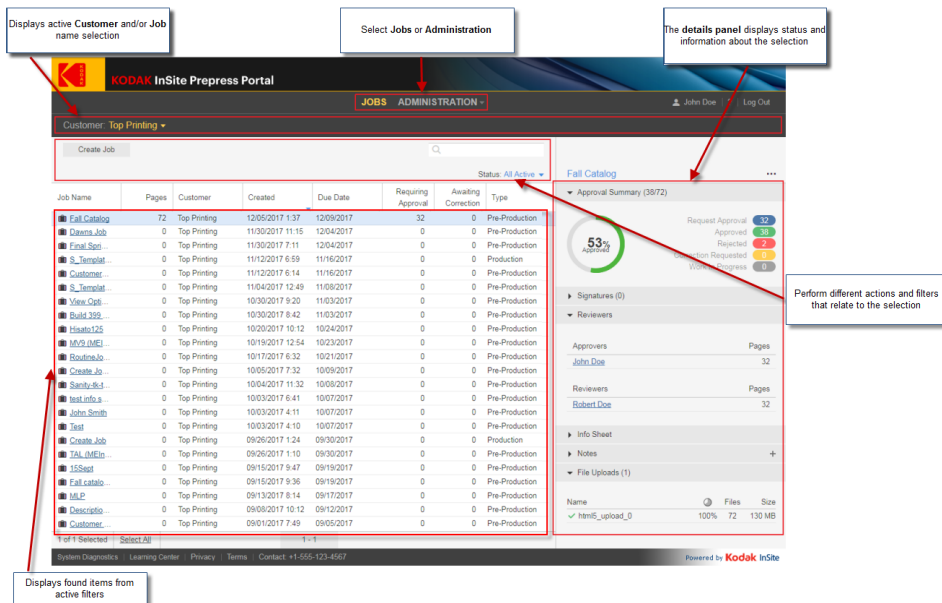 Displays active Customer and/or Job
name selection
Select Jobs or Administration
The details panel displays status and
information about the selection
KODAK InSite Prepress Portal
JOBS ADMINISTRATION
John Doe | | Log Out
Customer: Top Printing
Create Job
Status: All Active
Fall Catalog
Job Name Pages Customer Created Due Date Requiring Approval Awaiting Correction Type
Fall Catalog 72 Top Printing 12/05/2017 1:37 12/09/2017 32 0 Pre-Production
Dawns Job 0 Top Printing 11/30/2017 11:15 12/04/2017 0 0 Pre-Production
Final Spri... 0 Top Printing 11/30/2017 7:11 12/04/2017 0 0 Pre-Production
S_Templat... 0 Top Printing 11/12/2017 6:59 11/16/2017 0 0 Production
Customer... 0 Top Printing 11/12/2017 6:14 11/16/2017 0 0 Pre-Production
S_Templat... 0 Top Printing 11/04/2017 12:49 11/08/2017 0 0 Pre-Production
View Opti... 0 Top Printing 10/30/2017 9:20 11/03/2017 0 0 Pre-Production
Build 399 ... 0 Top Printing 10/30/2017 8:42 11/03/2017 0 0 Pre-Production
Hisato125 0 Top Printing 10/20/2017 10:12 10/24/2017 0 0 Pre-Production
MV9 (MEI... 0 Top Printing 10/19/2017 12:54 10/23/2017 0 0 Pre-Production
RoutineJo... 0 Top Printing 10/17/2017 6:32 10/21/2017 0 0 Pre-Production
Create Jo... 0 Top Printing 10/05/2017 7:32 10/09/2017 0 0 Pre-Production
Sanity-tk-t... 0 Top Printing 10/04/2017 11:32 10/08/2017 0 0 Pre-Production
test info s... 0 Top Printing 10/03/2017 6:41 10/07/2017 0 0 Pre-Production
John Smith 0 Top Printing 10/03/2017 4:11 10/07/2017 0 0 Pre-Production
Test 0 Top Printing 10/03/2017 4:10 10/07/2017 0 0 Pre-Production
Create Job 0 Top Printing 09/26/2017 1:24 09/30/2017 0 0 Production
TAL (MEIn... 0 Top Printing 09/26/2017 1:10 09/30/2017 0 0 Pre-Production
15Sept 0 Top Printing 09/15/2017 9:47 09/19/2017 0 0 Pre-Production
Fall catalo... 0 Top Printing 09/15/2017 9:36 09/19/2017 0 0 Pre-Production
MLP 0 Top Printing 09/13/2017 8:14 09/17/2017 0 0 Pre-Production
Descriptio... 0 Top Printing 09/08/2017 10:12 09/12/2017 0 0 Pre-Production
Customer ... 0 Top Printing 09/01/2017 7:49 09/05/2017 0 0 Pre-Production
1 of 1 Selected Select All 1 - 1
Approval Summary (38/72)
53%
Approved
Request Approval 32
Approved 38
Rejected 2
Correction Requested 0
Work in Progress 0
Signatures (0)
Reviewers
Approvers Pages
John Doe 32
Reviewers Pages
Robert Doe 32
Info Sheet
Notes +
File Uploads (1)
Name Files Size
html5_upload_0 100% 72 130 MB
Perform different actions and filters
that relate to the selection
System Diagnostics | Learning Center | Privacy | Terms | Contact: +1-555-123-4567
Powered by Kodak InSite
Displays found items from
active filters